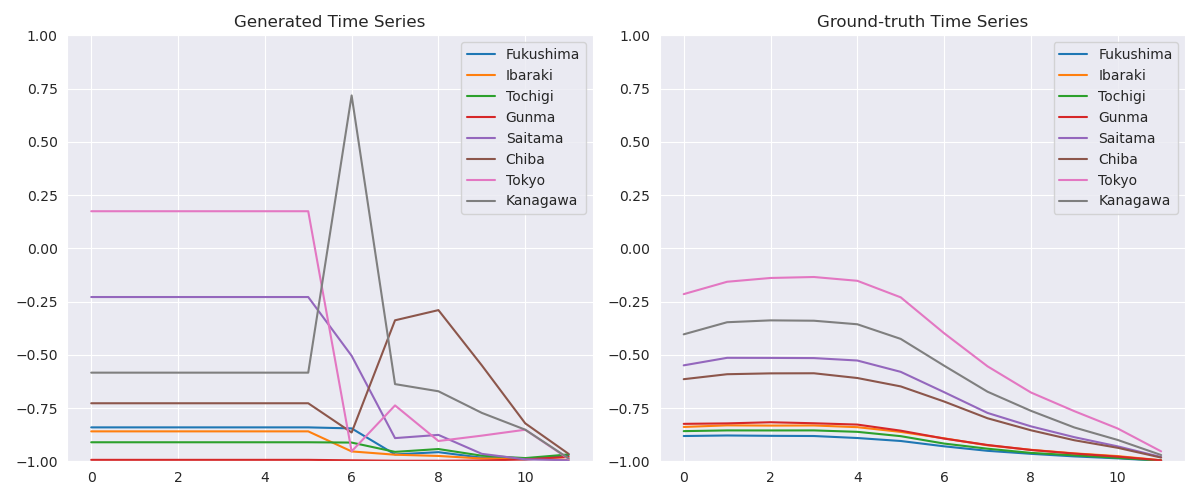 Generated Time Series
1.00
0.75
0.50
0.25
0.00
−0.25
−0.50
−0.75
−1.00
0 2 4 6 8 10
Fukushima
Ibaraki
Tochigi
Gunma
Saitama
Chiba
Tokyo
Kanagawa
Ground-truth Time Series
1.00
0.75
0.50
0.25
0.00
−0.25
−0.50
−0.75
−1.00
0 2 4 6 8 10
Fukushima
Ibaraki
Tochigi
Gunma
Saitama
Chiba
Tokyo
Kanagawa